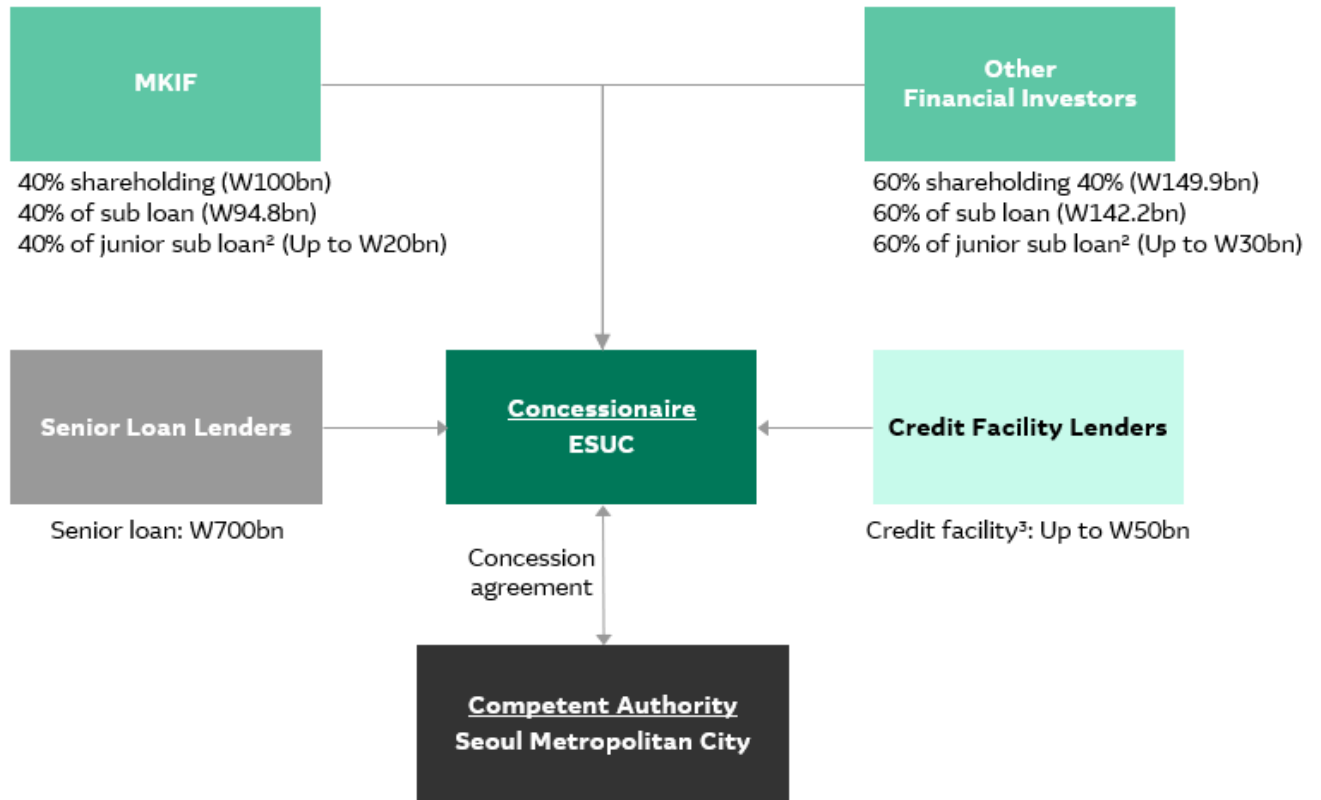 MKIF
Other
Financial Investors
40% shareholding (W100bn)
40% of sub loan (W94.8bn)
40% of junior sub loan² (Up to W20bn)
60% shareholding 40% (W149.9bn)
60% of sub loan (W142.2bn)
60% of junior sub loan² (Up to W30bn)
Senior Loan Lenders
Concessionaire
ESUC
Credit Facility Lenders
Senior loan: W700bn
Credit facility³: Up to W50bn
Concession
agreement
Competent Authority
Seoul Metropolitan City